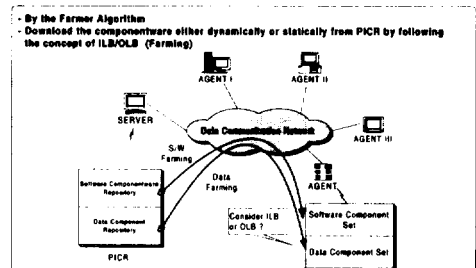 - By the Farmer Algorithm
- Download the componentware either dynamically or statically from PICR by following
the concept of ILB/OLB (Farming)
AGENT I
AGENT II
SERVER
Data Communication Network
AGENT III
S/W
Farming
AGENT
Data
Farming
Software Componentware
Repository
Data Component
Repository
PICR
Consider ILB
or OLB ?
Software Component
Set
Data Component Set